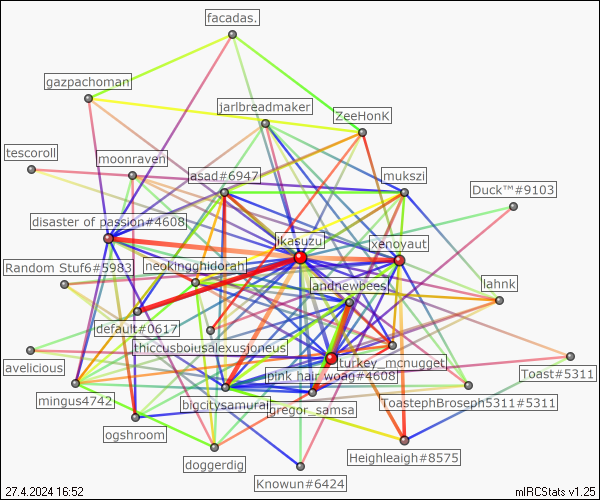 facadas.
gazpachoman
jarlbreadmaker
ZeeHonK
tescoroll
moonraven
asad#6947
mukszi
Duck™#9103
disaster of passion#4608
ikasuzu
xenoyaut
Random Stuf6#5983
neokingghidorah
andnewbees
lahnk
default#0617
thiccusboiusalexusjoneus
turkey_mcnugget
avelicious
pink hair woag#4608
Toast#5311
mingus4742
bigcitysamurai
gregor_samsa
ToastephBroseph5311#5311
ogshroom
doggerdig
Heighleaigh#8575
Knowun#6424
27.4.2024 16:52
mIRCStats v1.25